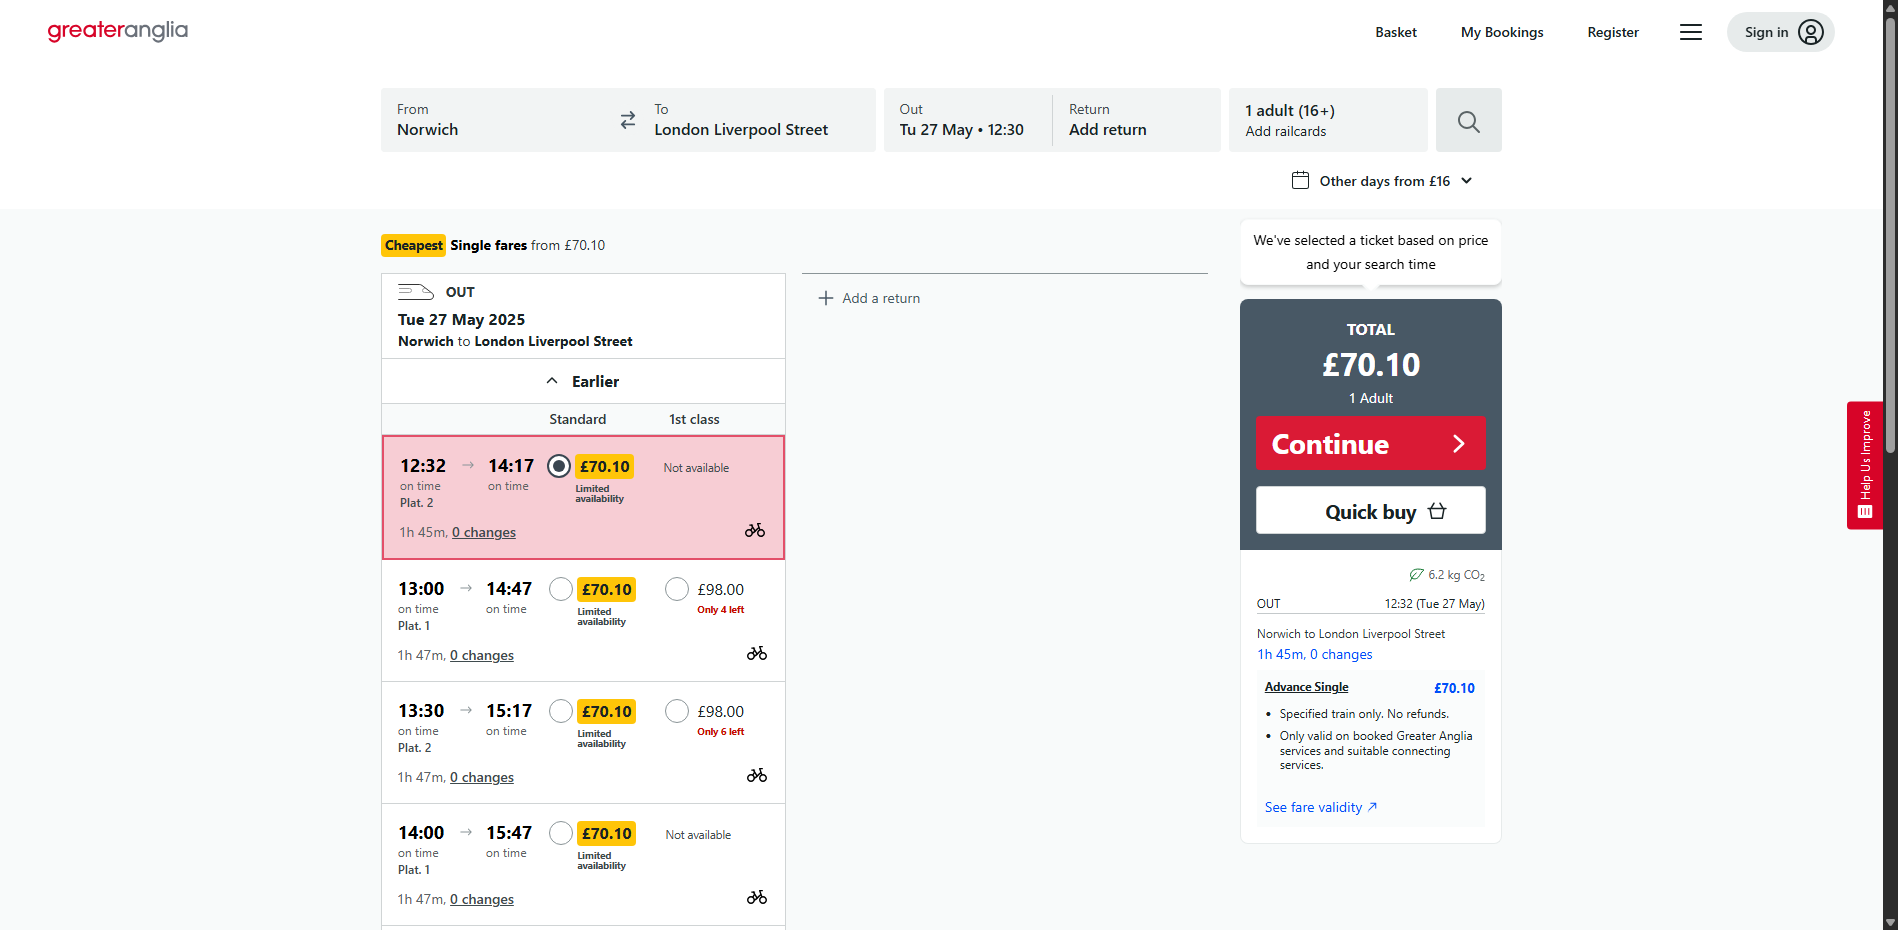 greateranglia
Basket
My Bookings
Register
Sign in
From
Norwich
To
London Liverpool Street
Out
Tu 27 May • 12:30
Return
Add return
1 adult (16+)
Add railcards
Other days from £16
Cheapest Single fares from £70.10
OUT
Tue 27 May 2025
Norwich to London Liverpool Street
Earlier
Standard 1st class
12:32 → 14:17 £70.10 Not available
on time on time Limited
availability
Plat. 2
1h 45m, 0 changes
13:00 → 14:47 £70.10 £98.00
on time on time Limited Only 4 left
availability
Plat. 1
1h 47m, 0 changes
13:30 → 15:17 £70.10 £98.00
on time on time Limited Only 6 left
availability
Plat. 2
1h 47m, 0 changes
14:00 → 15:47 £70.10 Not available
on time on time Limited
availability
Plat. 1
1h 47m, 0 changes
Add a return
We've selected a ticket based on price
and your search time
TOTAL
£70.10
1 Adult
Continue
Quick buy
6.2 kg CO2
OUT 12:32 (Tue 27 May)
Norwich to London Liverpool Street
1h 45m, 0 changes
Advance Single £70.10
• Specified train only. No refunds.
• Only valid on booked Greater Anglia
services and suitable connecting
services.
See fare validity
Help Us Improve